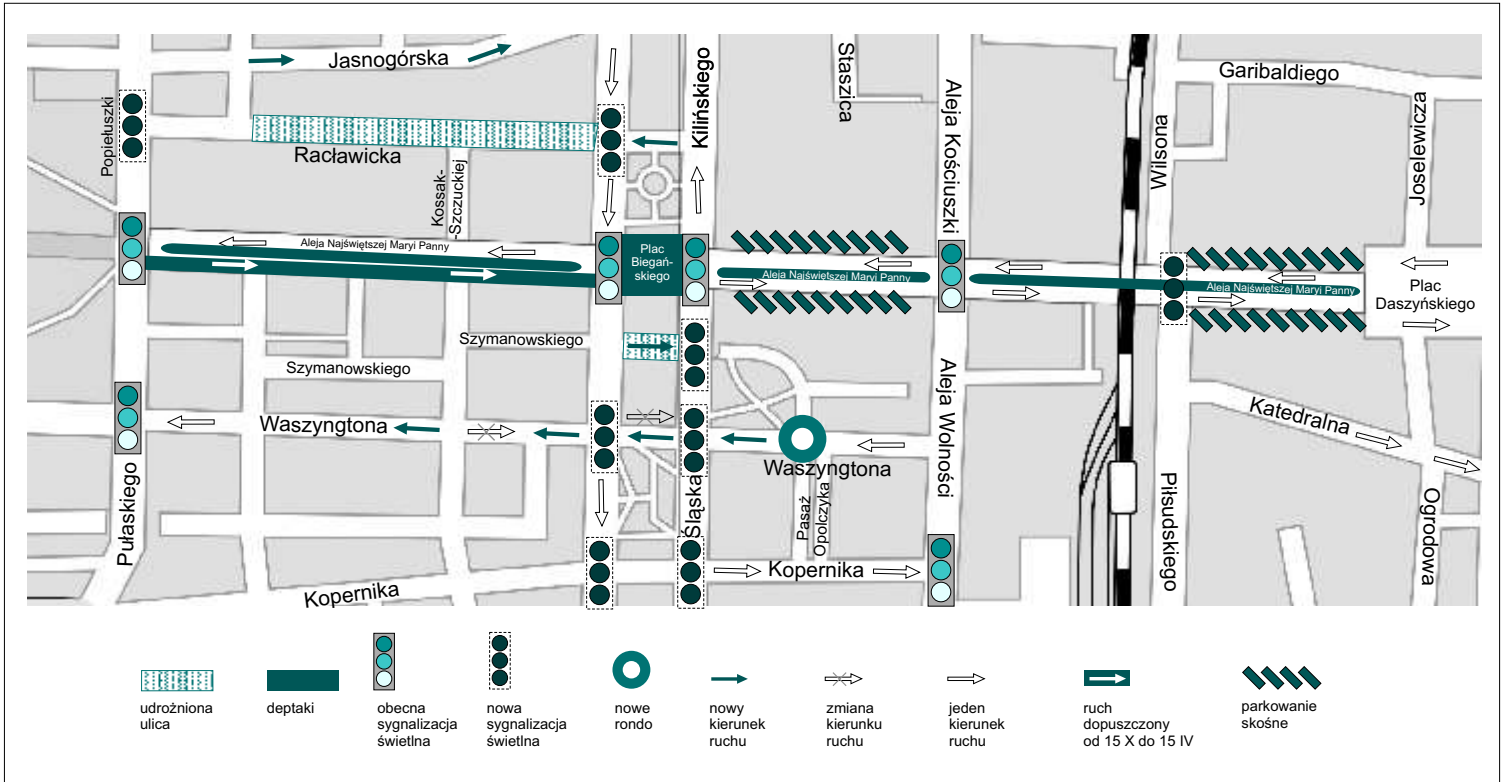 Jasnogórska
Popiełuszki
Racławicka
Kossak-
-Szczuckiej
Kilińskiego
Staszica
Aleja Kościuszki
Wilsona
Garibaldiego
Joselewicza
Aleja Najświętszej Maryi Panny
Plac
Biegań-
skiego
Aleja Najświętszej Maryi Panny
Aleja Najświętszej Maryi Panny
Plac
Daszyńskiego
Szymanowskiego
Szymanowskiego
Waszyngtona
Waszyngtona
Aleja Wolności
Katedralna
Pułaskiego
Śląska
Pasaż
Opolczyka
Piłsudskiego
Ogrodowa
Kopernika
Kopernika
udrożniona
ulica
deptaki
obecna
sygnalizacja
świetlna
nowa
sygnalizacja
świetlna
nowe
rondo
nowy
kierunek
ruchu
zmiana
kierunku
ruchu
jeden
kierunek
ruchu
ruch
dopuszczony
od 15 X do 15 IV
parkowanie
skośne